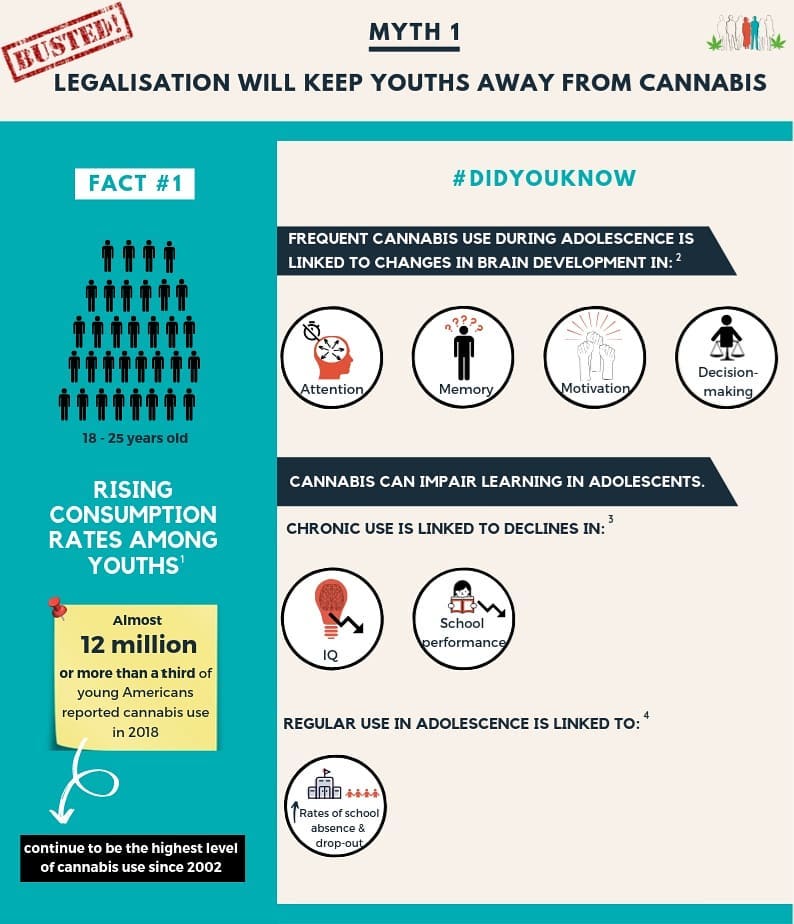 BUSTED!
MYTH 1
LEGALISATION WILL KEEP YOUTHS AWAY FROM CANNABIS
FACT #1
18 - 25 years old
RISING
CONSUMPTION
RATES AMONG
YOUTHS1
Almost
12 million
or more than a third of
young Americans
reported cannabis use
in 2018
continue to be the highest level
of cannabis use since 2002
#DIDYOUKNOW
FREQUENT CANNABIS USE DURING ADOLESCENCE IS
LINKED TO CHANGES IN BRAIN DEVELOPMENT IN: 2
Attention
????
Memory
Motivation
Decision-
making
CANNABIS CAN IMPAIR LEARNING IN ADOLESCENTS.
CHRONIC USE IS LINKED TO DECLINES IN: 3
IQ
School
performance
REGULAR USE IN ADOLESCENCE IS LINKED TO: 4
Rates of school
absence &
drop-out